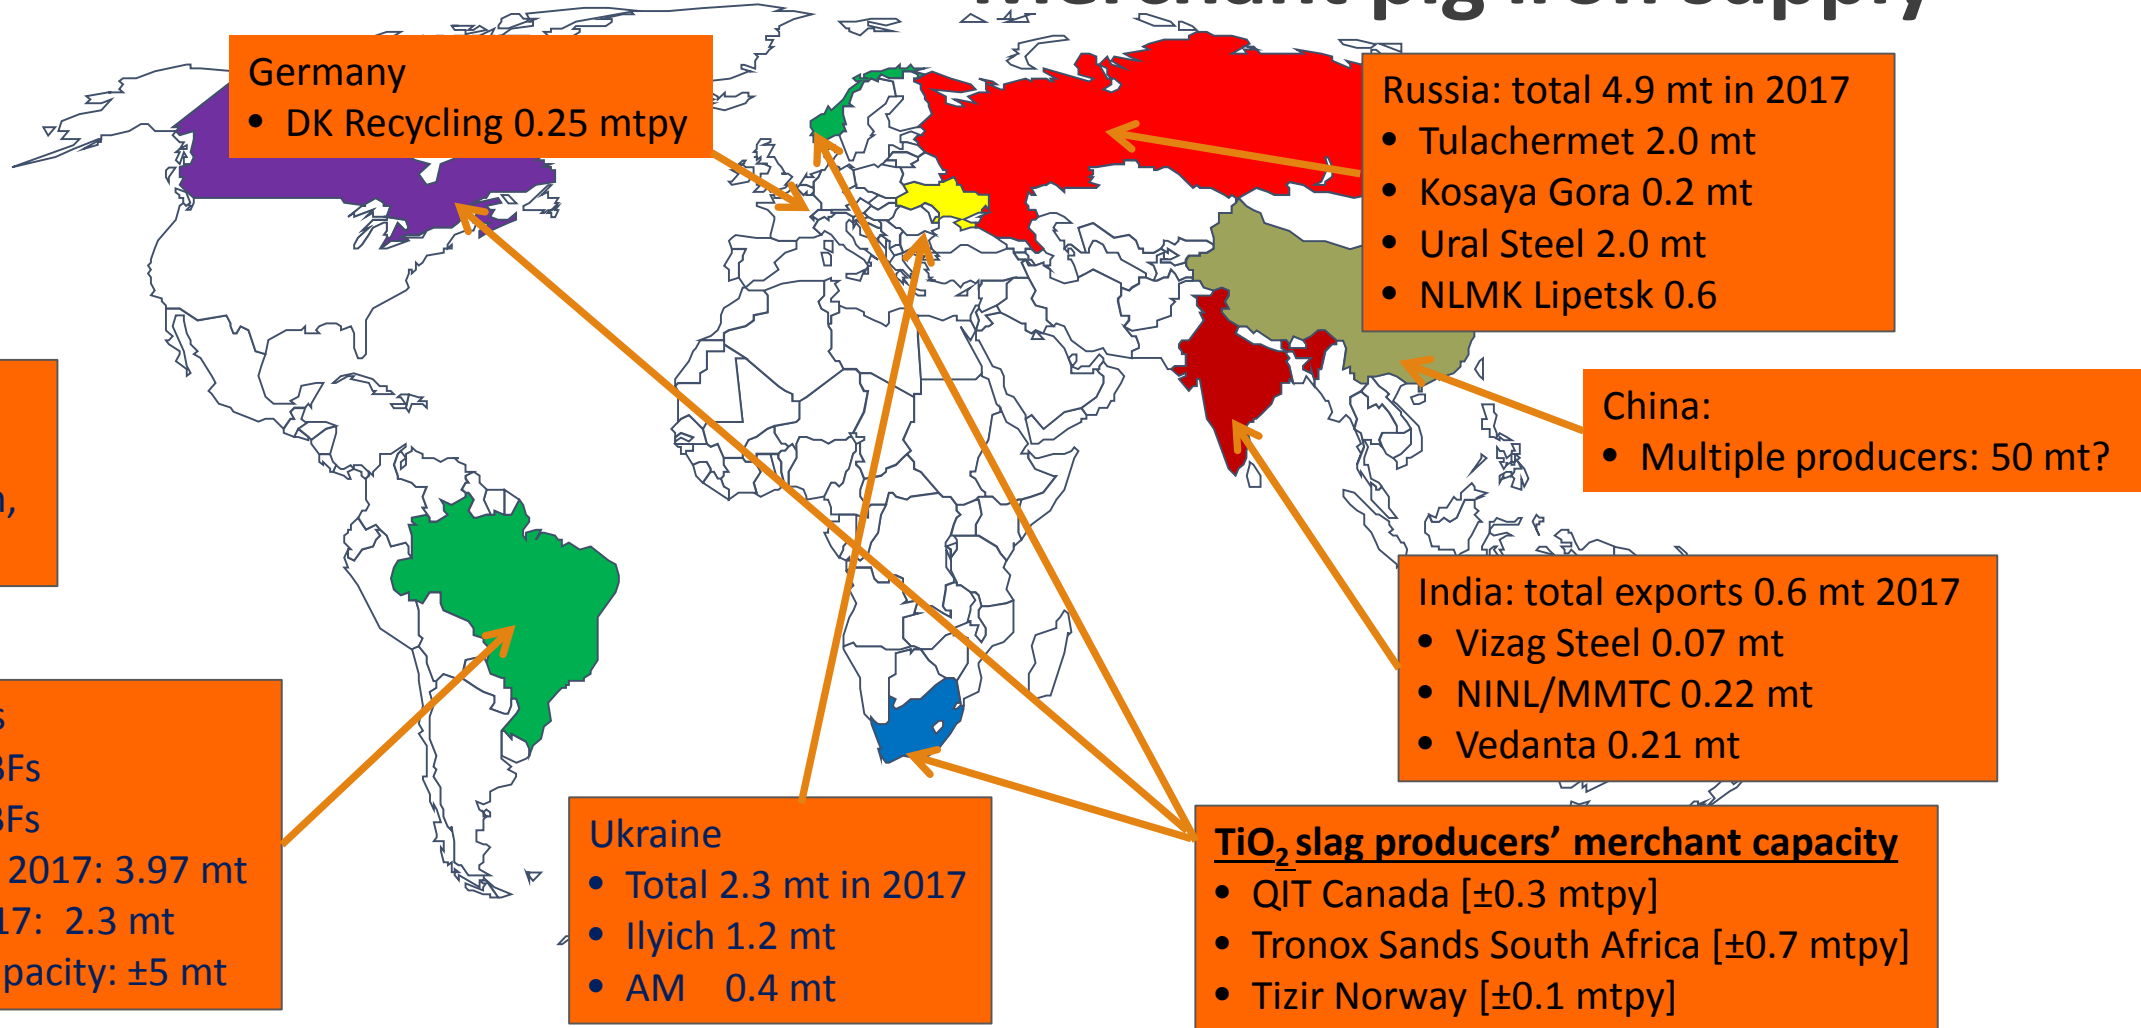 Merchant pig iron supply
Germany
• DK Recycling 0.25 mtpy
Russia: total 4.9 mt in 2017
• Tulachermet 2.0 mt
• Kosaya Gora 0.2 mt
• Ural Steel 2.0 mt
• NLMK Lipetsk 0.6
China:
• Multiple producers: 50 mt?
India: total exports 0.6 mt 2017
• Vizag Steel 0.07 mt
• NINL/MMTC 0.22 mt
• Vedanta 0.21 mt
2017: 3.97 mt
2.3 mt
±5 mt
Ukraine
• Total 2.3 mt in 2017
• Ilyich 1.2 mt
• AM 0.4 mt
TiO₂ slag producers’ merchant capacity
• QIT Canada [±0.3 mtpy]
• Tronox Sands South Africa [±0.7 mtpy]
• Tizir Norway [±0.1 mtpy]